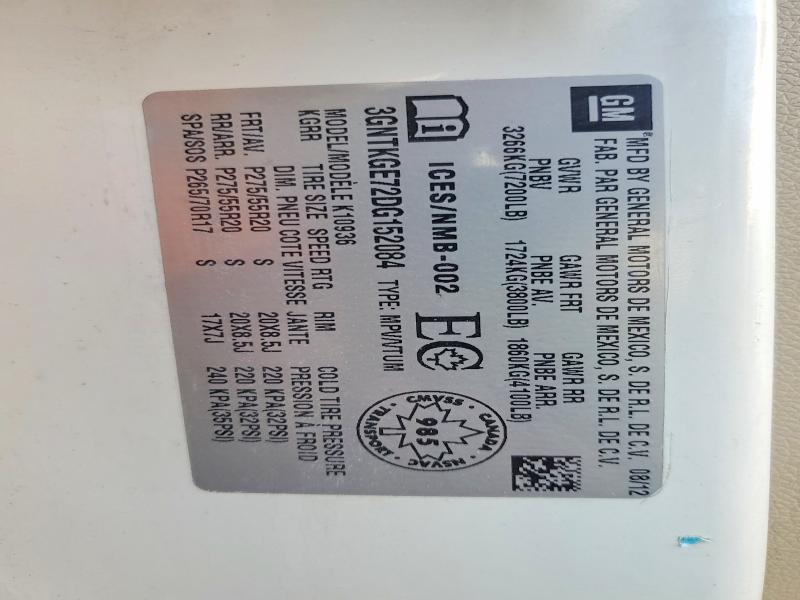 GM
®MFD BY GENERAL MOTORS DE MEXICO, S. DE R.L. DE C.V. 08/12
FAB. PAR GENERAL MOTORS DE MEXICO, S. DE R.L. DE C.V.
GVWR GAWR FRT GAWR RR
PNBV PNBE AV. PNBE ARR.
3266KG(7200LB) 1724KG(3800LB) 1860KG(4100LB)
i ICES/NMB-002 EC
CANADA · CMVSS · NSVAC · TRANSPORT · 985
3GNTKGE72DG152084 TYPE: MPV/VTUM
MODEL/MODÈLE K10936
KGRR TIRE SIZE SPEED RTG RIM COLD TIRE PRESSURE
DIM. PNEU COTE VITESSE JANTE PRESSION À FROID
FRT/AV. P275/55R20 S 20X8.5J 220 KPA(32PSI)
RR/ARR. P275/55R20 S 20X8.5J 220 KPA(32PSI)
SPA/SOS P265/70R17 S 17X7J 240 KPA(35PSI)